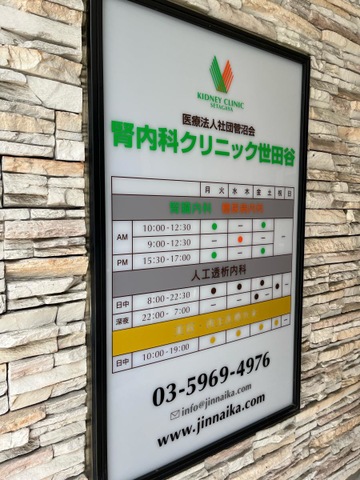 KIDNEY CLINIC
SETAGAYA
医療法人社団菅沼会
腎内科クリニック世田谷
月 火 水 木 金 土 祝 日
腎臓内科
AM 10:00-12:30 ● — ● —
9:00-12:30 — ● — —
PM 15:30-17:00 ● — ● —
人工透析内科
日中 8:00-22:30 ● ● ● ● —
深夜 22:00- 7:00 — — ● — —
日中 10:00-19:00
03-5969-4976
info@jinnaika.com
www.jinnaika.com